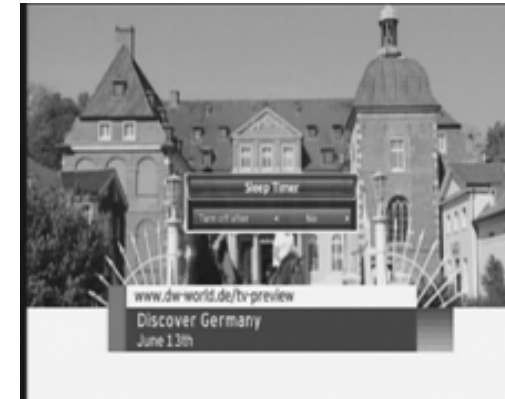 Sleep Timer
Turn off after No
www.dw-world.de/tv-preview
Discover Germany
June 13th